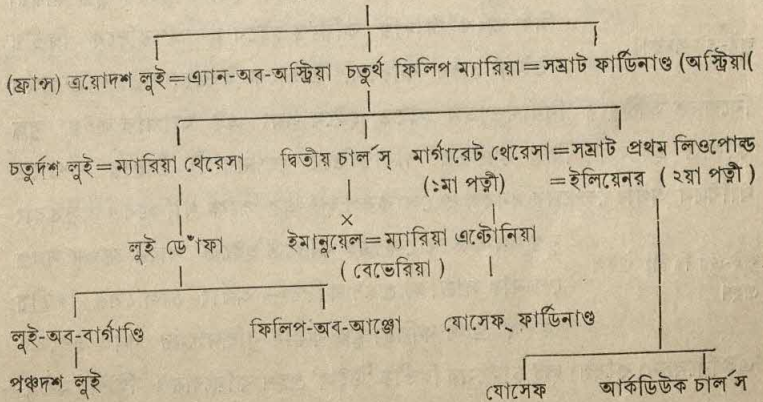 (ফ্রান্স) ত্রয়োদশ লুই=এ্যান-অব-অস্ট্রিয়া চতুর্থ ফিলিপ ম্যারিয়া=সম্রাট ফার্ডিনাণ্ড (অস্ট্রিয়া(
চতুর্দশ লুই=ম্যারিয়া থেরেসা দ্বিতীয় চার্লস্ মার্গারেট থেরেসা=সম্রাট প্রথম লিওপোল্ড
(১মা পত্নী) =ইলিয়েনর (২য়া পত্নী)
×
লুই ডোঁফা ইমানুয়েল=ম্যারিয়া এন্টোনিয়া
(বেভেরিয়া)
লুই-অব-বার্গাণ্ডি ফিলিপ-অব-আঞ্জো যোসেফ্ ফার্ডিনাণ্ড
পঞ্চদশ লুই যোসেফ আর্কডিউক চার্লস